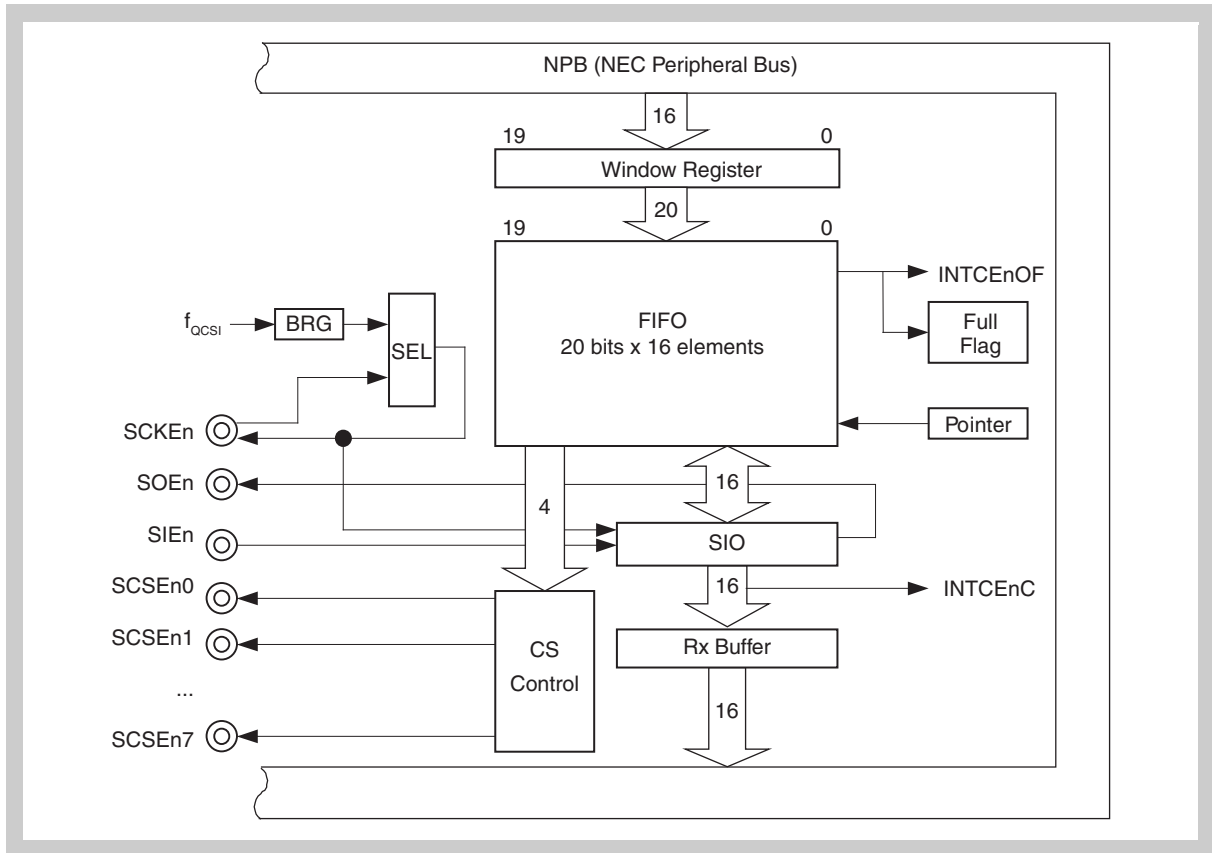 NPB (NEC Peripheral Bus)
16
19 0
Window Register
20
19 0
FIFO
20 bits x 16 elements
INTCEnOF
Full
Flag
Pointer
fQCSI
BRG
SEL
SCKEn
SOEn
SIEn
SCSEn0
SCSEn1
...
SCSEn7
4
16
SIO
16
INTCEnC
CS
Control
Rx Buffer
16